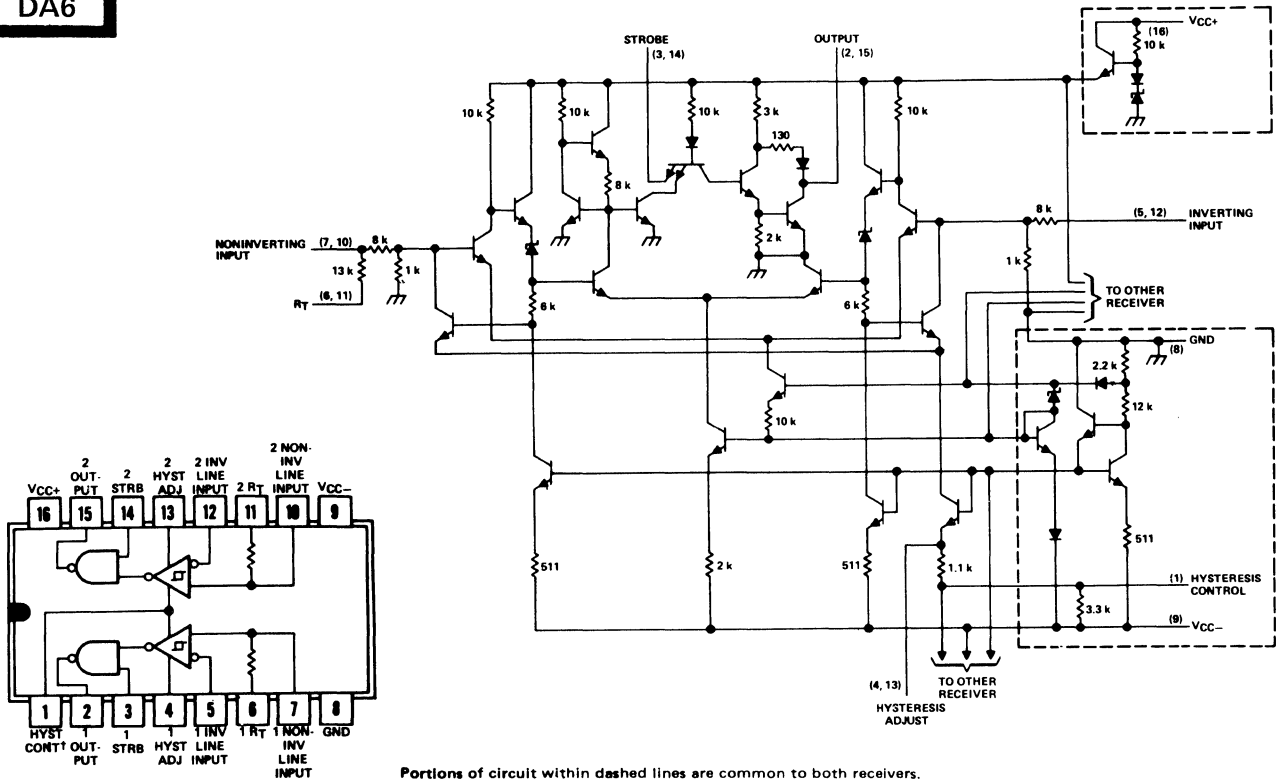 DA6
STROBE
(3, 14)
OUTPUT
(2, 15)
VCC+
(16)
10 k
10 k
10 k
10 k
3 k
130
10 k
8 k
2 k
NONINVERTING
INPUT
(7, 10)
8 k
13 k
1 k
RT
(6, 11)
6 k
6 k
8 k
(5, 12)
INVERTING
INPUT
1 k
TO OTHER
RECEIVER
GND
(8)
2.2 k
12 k
10 k
511
2 k
511
1.1 k
511
(1) HYSTERESIS
CONTROL
3.3 k
(9) VCC−
(4, 13)
HYSTERESIS
ADJUST
TO OTHER
RECEIVER
VCC+
2
OUT-
PUT
2
STRB
2
HYST
ADJ
2 INV
LINE
INPUT
2 RT
2 NON-
INV
LINE
INPUT
VCC−
16 15 14 13 12 11 10 9
1 2 3 4 5 6 7 8
HYST
CONT†
1
OUT-
PUT
1
STRB
1
HYST
ADJ
1 INV
LINE
INPUT
1 RT
1 NON-
INV
LINE
INPUT
GND
Portions of circuit within dashed lines are common to both receivers.